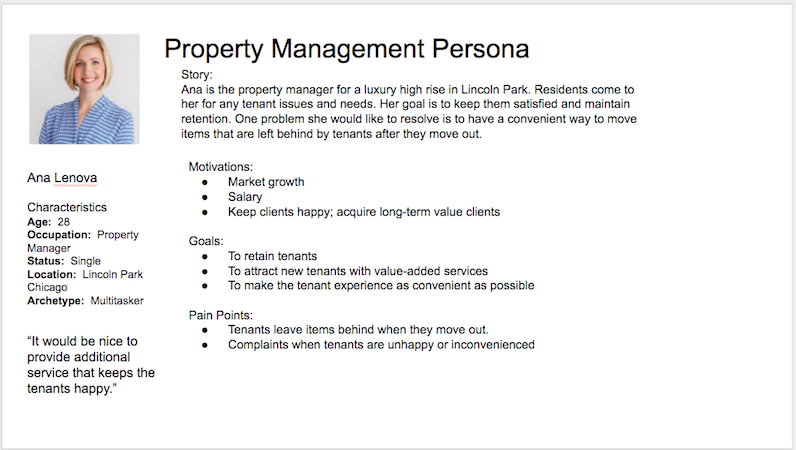 Property Management Persona
Story:
Ana is the property manager for a luxury high rise in Lincoln Park. Residents come to
her for any tenant issues and needs. Her goal is to keep them satisfied and maintain
retention. One problem she would like to resolve is to have a convenient way to move
items that are left behind by tenants after they move out.
Motivations:
● Market growth
● Salary
● Keep clients happy; acquire long-term value clients
Goals:
● To retain tenants
● To attract new tenants with value-added services
● To make the tenant experience as convenient as possible
Pain Points:
● Tenants leave items behind when they move out.
● Complaints when tenants are unhappy or inconvenienced
Ana Lenova
Characteristics
Age: 28
Occupation: Property
Manager
Status: Single
Location: Lincoln Park
Chicago
Archetype: Multitasker
“It would be nice to
provide additional
service that keeps the
tenants happy.”